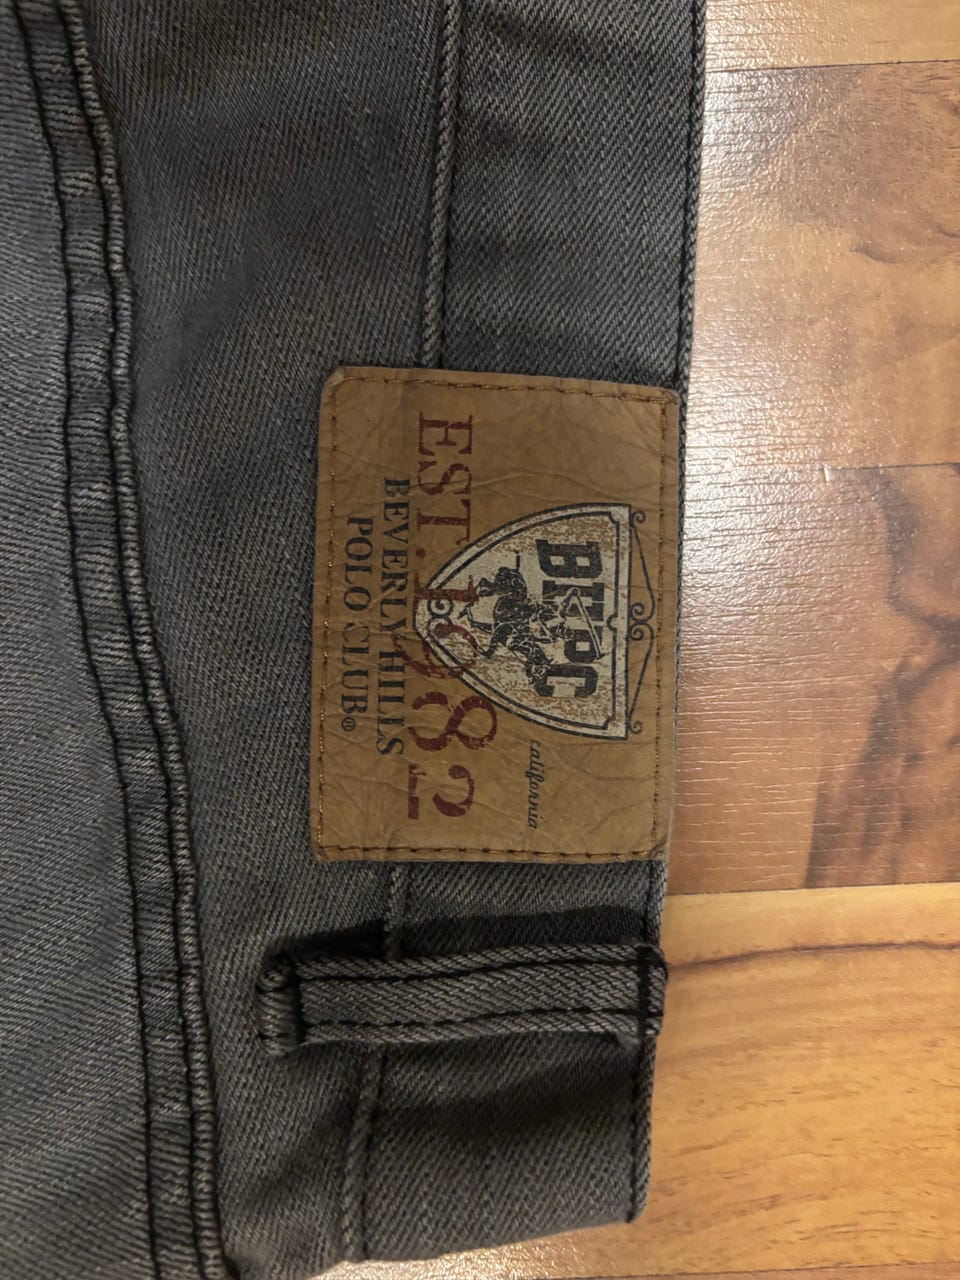 BHPC
california
EST. 1982
BEVERLY HILLS
POLO CLUB®